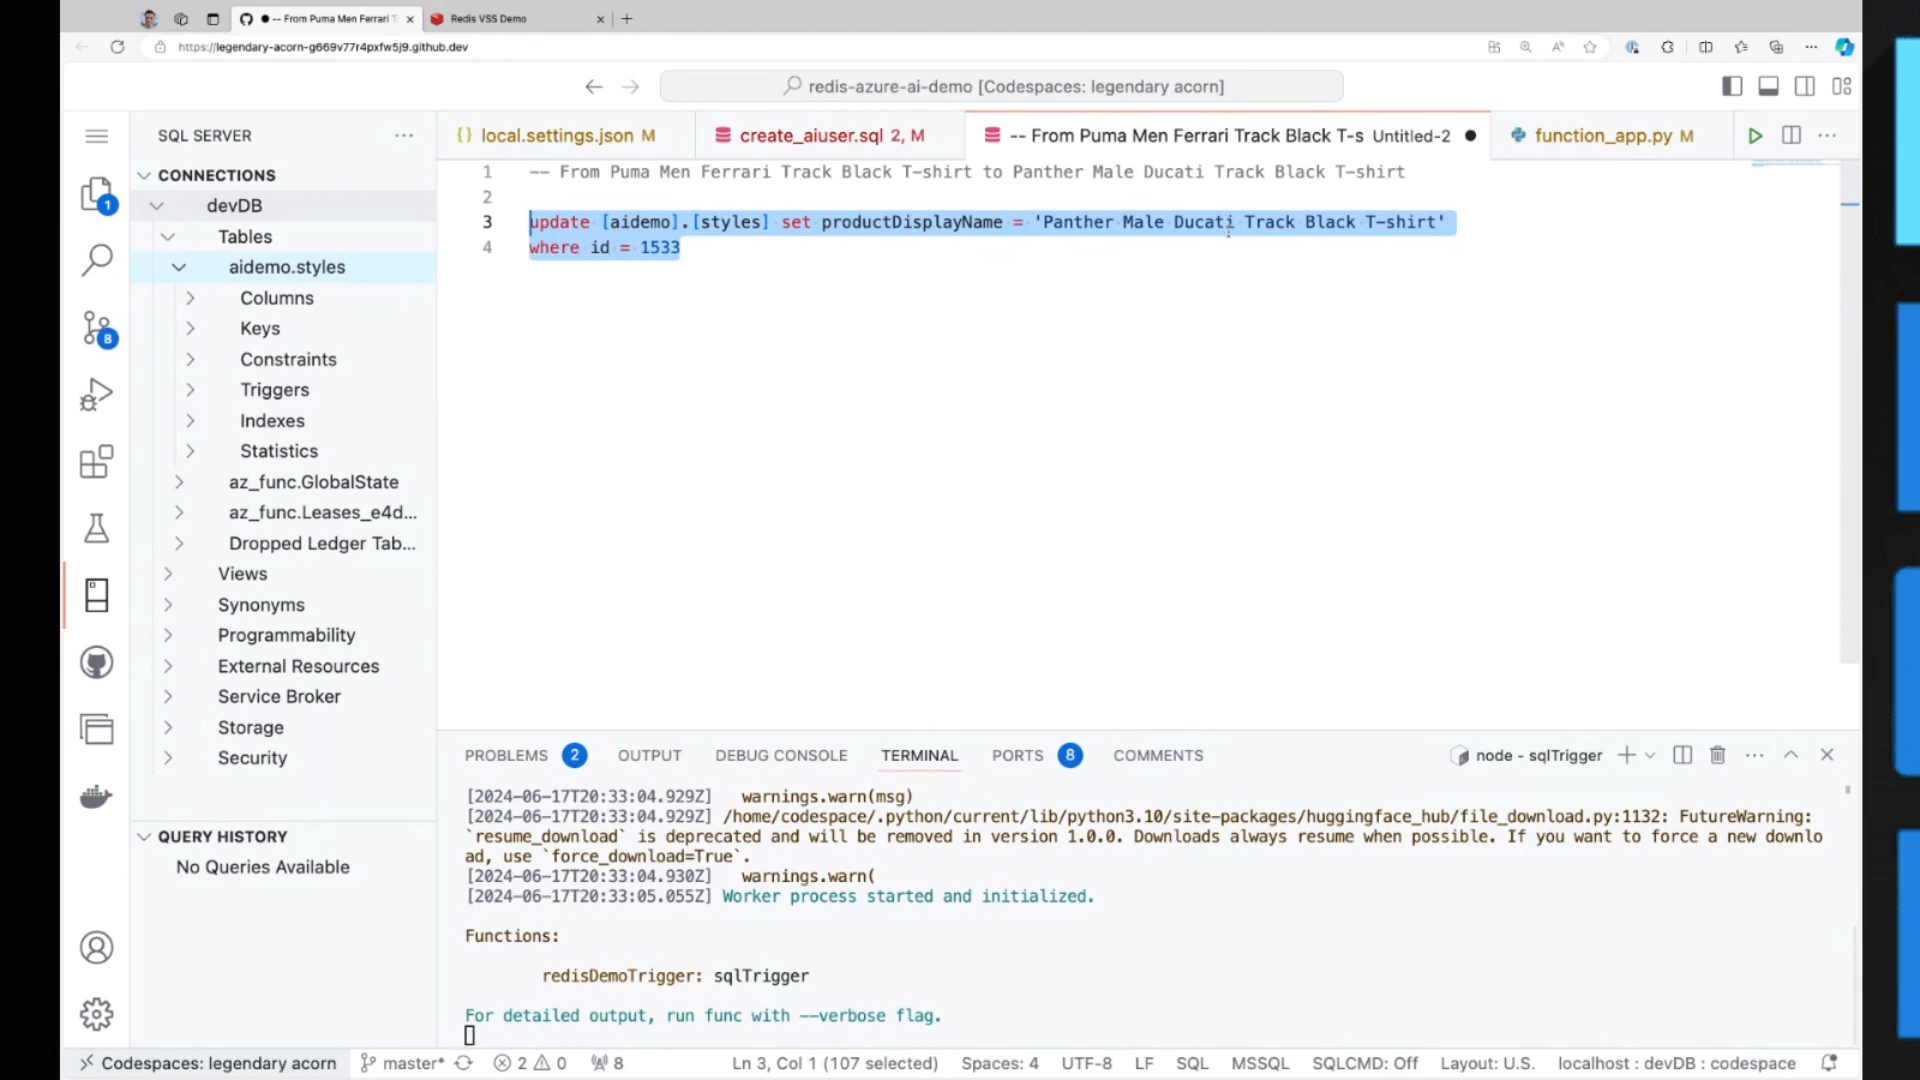 -- From Puma Men Ferrari T
Redis VSS Demo
https://legendary-acorn-g669v77r4pxfw5j9.github.dev
redis-azure-ai-demo [Codespaces: legendary acorn]
SQL SERVER
CONNECTIONS
devDB
Tables
aidemo.styles
Columns
Keys
Constraints
Triggers
Indexes
Statistics
az_func.GlobalState
az_func.Leases_e4d...
Dropped Ledger Tab...
Views
Synonyms
Programmability
External Resources
Service Broker
Storage
Security
QUERY HISTORY
No Queries Available
1
8
{} local.settings.json M
create_aiuser.sql 2, M
-- From Puma Men Ferrari Track Black T-s Untitled-2
function_app.py M
1 -- From Puma Men Ferrari Track Black T-shirt to Panther Male Ducati Track Black T-shirt
2
3 update [aidemo].[styles] set productDisplayName = 'Panther Male Ducati Track Black T-shirt'
4 where id = 1533
PROBLEMS 2 OUTPUT DEBUG CONSOLE TERMINAL PORTS 8 COMMENTS
node - sqlTrigger
[2024-06-17T20:33:04.929Z] warnings.warn(msg)
[2024-06-17T20:33:04.929Z] /home/codespace/.python/current/lib/python3.10/site-packages/huggingface_hub/file_download.py:1132: FutureWarning:
`resume_download` is deprecated and will be removed in version 1.0.0. Downloads always resume when possible. If you want to force a new downlo
ad, use `force_download=True`.
[2024-06-17T20:33:04.930Z] warnings.warn(
[2024-06-17T20:33:05.055Z] Worker process started and initialized.
Functions:
redisDemoTrigger: sqlTrigger
For detailed output, run func with --verbose flag.
Codespaces: legendary acorn master* 2 0 8 Ln 3, Col 1 (107 selected) Spaces: 4 UTF-8 LF SQL MSSQL SQLCMD: Off Layout: U.S. localhost : devDB : codespace